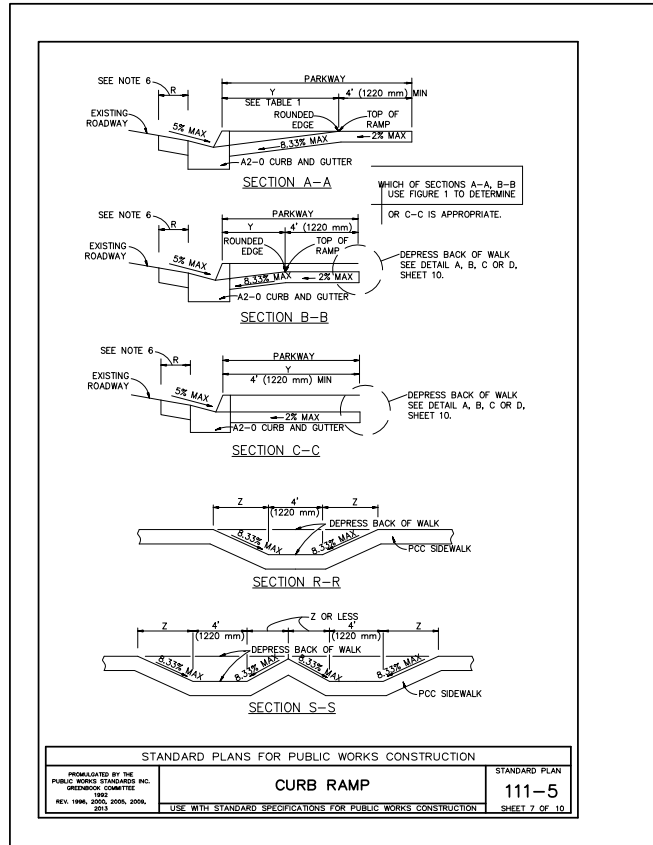 PARKWAY
SEE NOTE 6
R
Y
4' (1220 mm) MIN
SEE TABLE 1
EXISTING
ROADWAY
5% MAX
ROUNDED
EDGE
TOP OF
RAMP
8.33% MAX
2% MAX
A2-0 CURB AND GUTTER
SECTION A-A
WHICH OF SECTIONS A-A, B-B
USE FIGURE 1 TO DETERMINE
OR C-C IS APPROPRIATE.
PARKWAY
SEE NOTE 6
R
Y
4' (1220 mm) MIN
EXISTING
ROADWAY
5% MAX
ROUNDED
EDGE
TOP OF
RAMP
8.33% MAX
2% MAX
A2-0 CURB AND GUTTER
DEPRESS BACK OF WALK
SEE DETAIL A, B, C OR D,
SHEET 10.
SECTION B-B
PARKWAY
SEE NOTE 6
R
Y
4' (1220 mm) MIN
EXISTING
ROADWAY
5% MAX
2% MAX
A2-0 CURB AND GUTTER
DEPRESS BACK OF WALK
SEE DETAIL A, B, C OR D,
SHEET 10.
SECTION C-C
Z
4'
(1220 mm)
Z
DEPRESS BACK OF WALK
8.33% MAX
8.33% MAX
PCC SIDEWALK
SECTION R-R
Z OR LESS
Z
4'
(1220 mm)
4'
(1220 mm)
Z
DEPRESS BACK OF WALK
8.33% MAX
8.33% MAX
8.33% MAX
8.33% MAX
PCC SIDEWALK
SECTION S-S
STANDARD PLANS FOR PUBLIC WORKS CONSTRUCTION
PROMULGATED BY THE
PUBLIC WORKS STANDARDS INC.
GREENBOOK COMMITTEE
1992
REV. 1996, 2000, 2005, 2009,
2013
CURB RAMP
USE WITH STANDARD SPECIFICATIONS FOR PUBLIC WORKS CONSTRUCTION
STANDARD PLAN
111-5
SHEET 7 OF 10